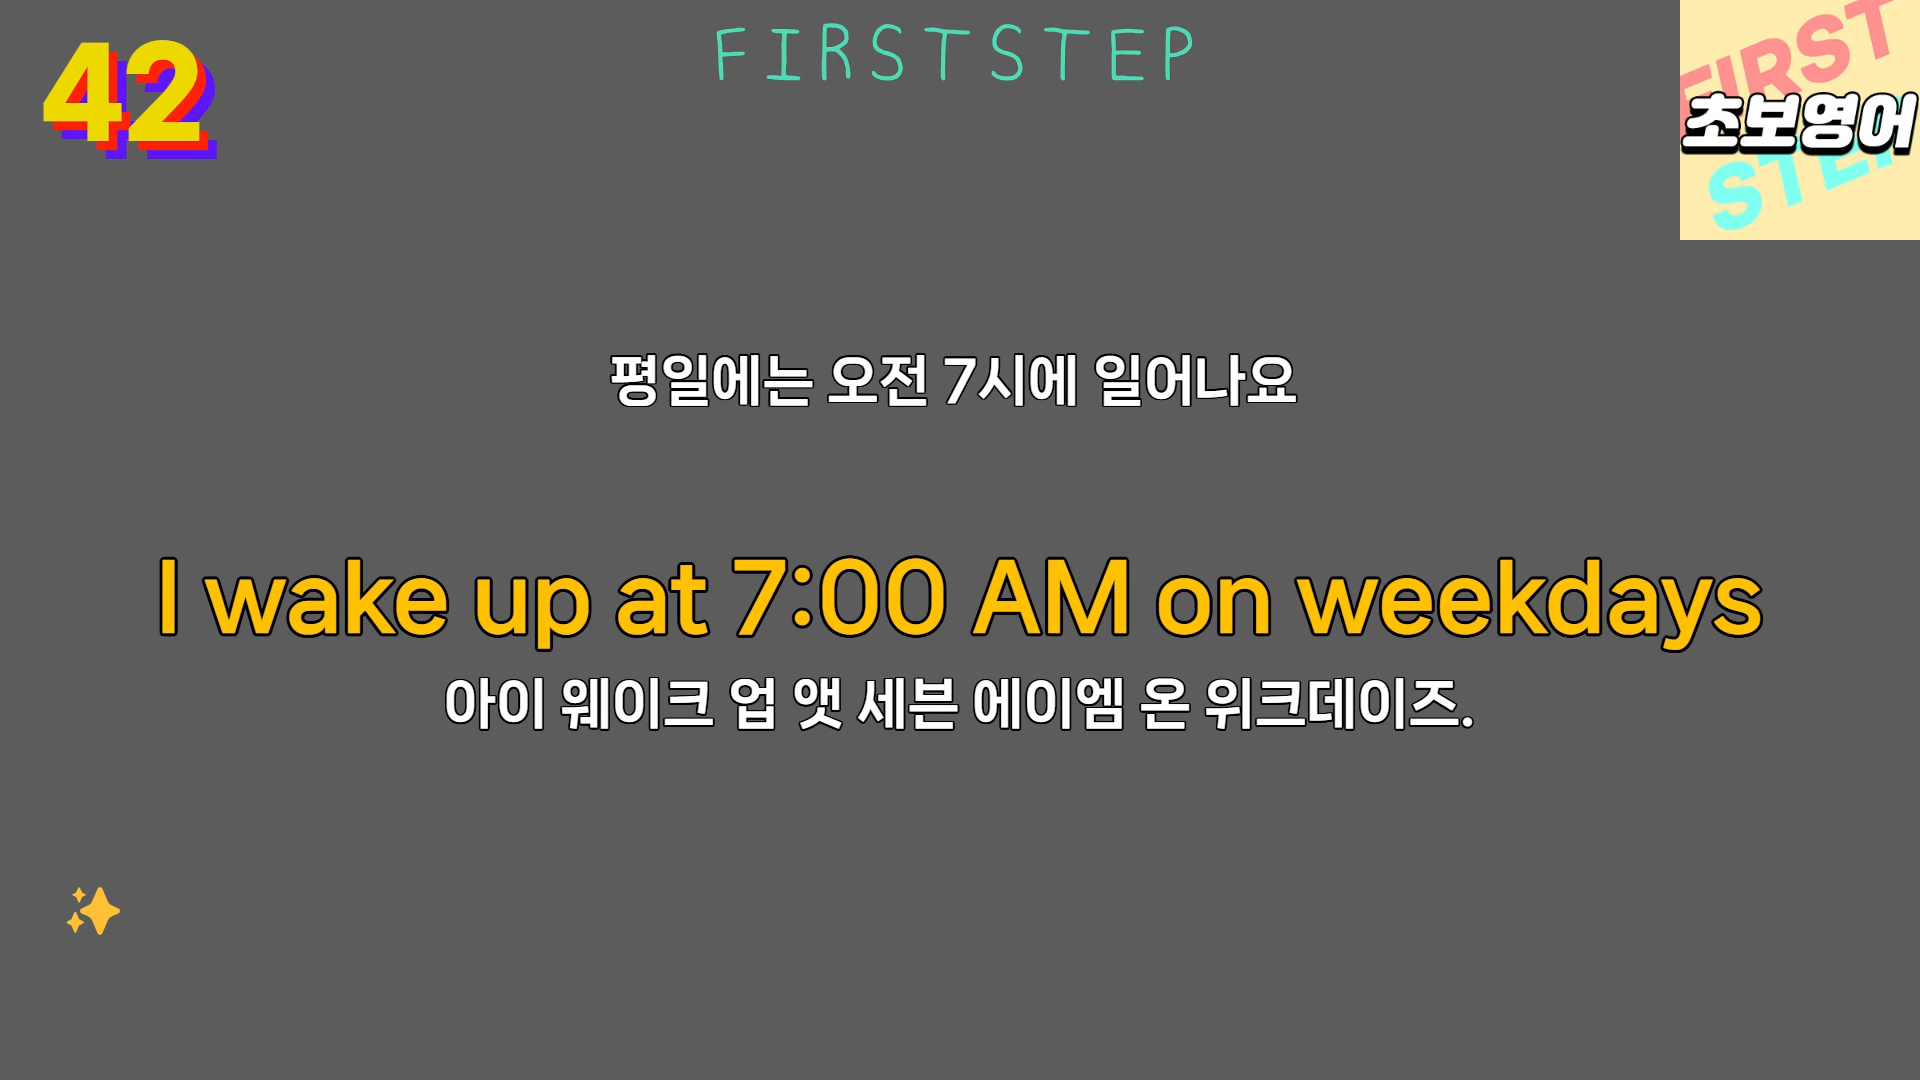 42
FIRSTSTEP
FIRST
초보영어
STEP
평일에는 오전 7시에 일어나요
I wake up at 7:00 AM on weekdays
아이 웨이크 업 앳 세븐 에이엠 온 위크데이즈.